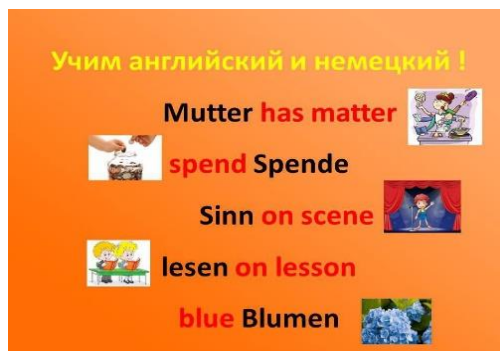 Учим английский и немецкий !
Mutter has matter
spend Spende
Sinn on scene
lesen on lesson
blue Blumen